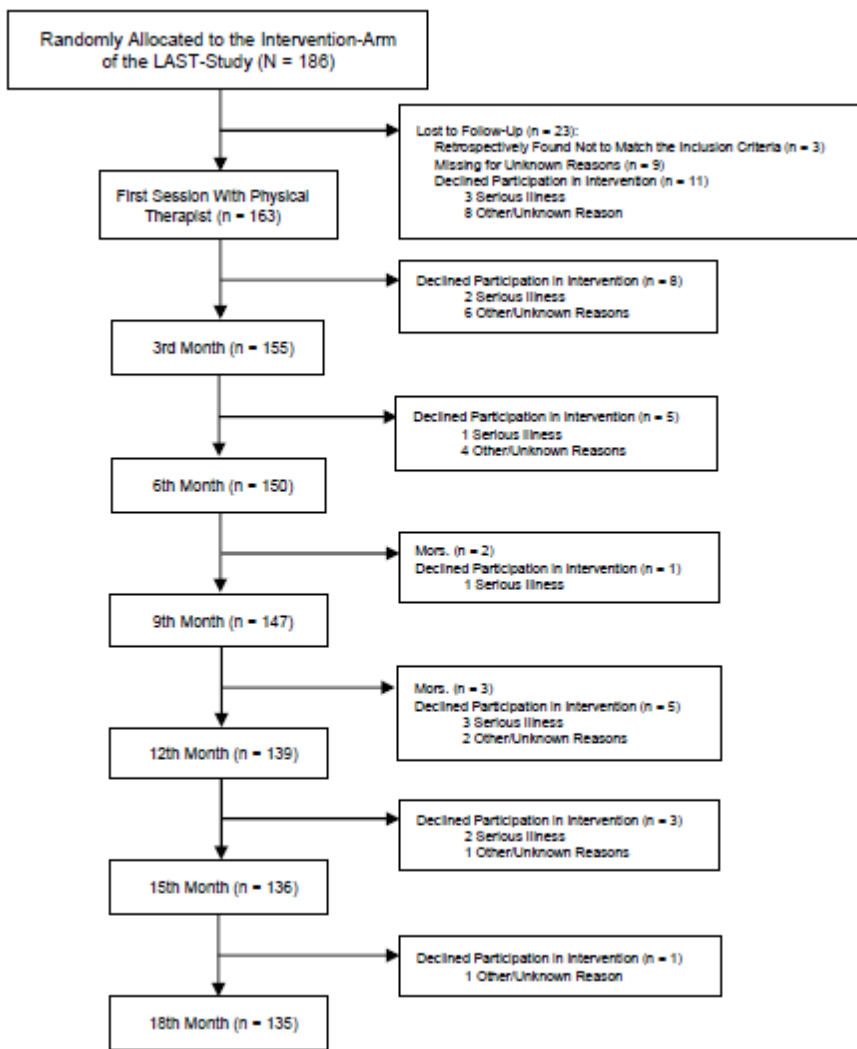 Randomly Allocated to the Intervention-Arm
of the LAST-Study (N = 186)
Lost to Follow-Up (n = 23):
Retrospectively Found Not to Match the Inclusion Criteria (n = 3)
Missing for Unknown Reasons (n = 9)
Declined Participation in Intervention (n = 11)
3 Serious Illness
8 Other/Unknown Reason
First Session With Physical
Therapist (n = 163)
Declined Participation in Intervention (n = 8)
2 Serious Illness
6 Other/Unknown Reasons
3rd Month (n = 155)
Declined Participation in Intervention (n = 5)
1 Serious Illness
4 Other/Unknown Reasons
6th Month (n = 150)
Mors. (n = 2)
Declined Participation in Intervention (n = 1)
1 Serious Illness
9th Month (n = 147)
Mors. (n = 3)
Declined Participation in Intervention (n = 5)
3 Serious Illness
2 Other/Unknown Reasons
12th Month (n = 139)
Declined Participation in Intervention (n = 3)
2 Serious Illness
1 Other/Unknown Reasons
15th Month (n = 136)
Declined Participation in Intervention (n = 1)
1 Other/Unknown Reason
18th Month (n = 135)